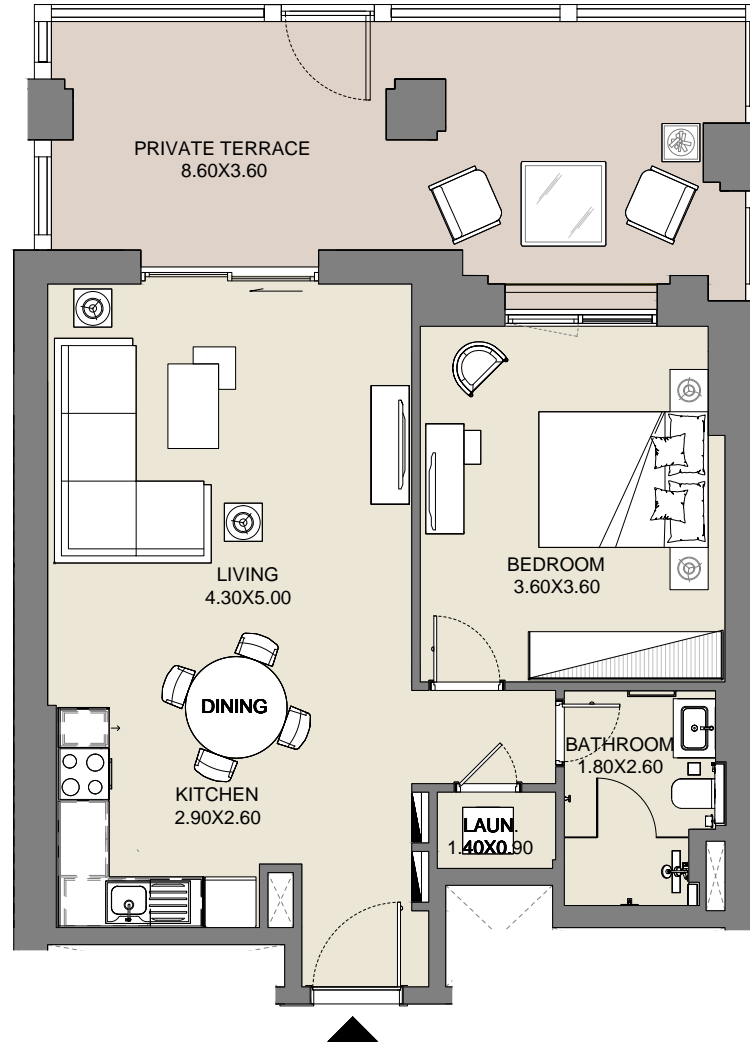 PRIVATE TERRACE
8.60X3.60
BEDROOM
3.60X3.60
LIVING
4.30X5.00
DINING
BATHROOM
1.80X2.60
KITCHEN
2.90X2.60
LAUN.
1.40X0.90